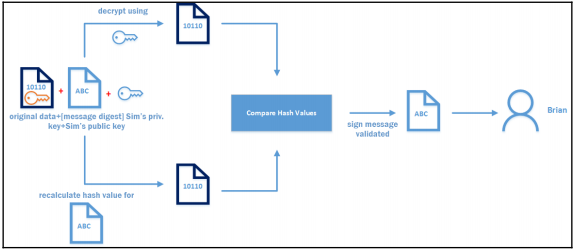 decrypt using
10110
10110
+
ABC
+
original data+[message digest] Sim's priv.
key+Sim's public key
Compare Hash Values
sign message
validated
ABC
Brian
10110
recalculate hash value for
ABC